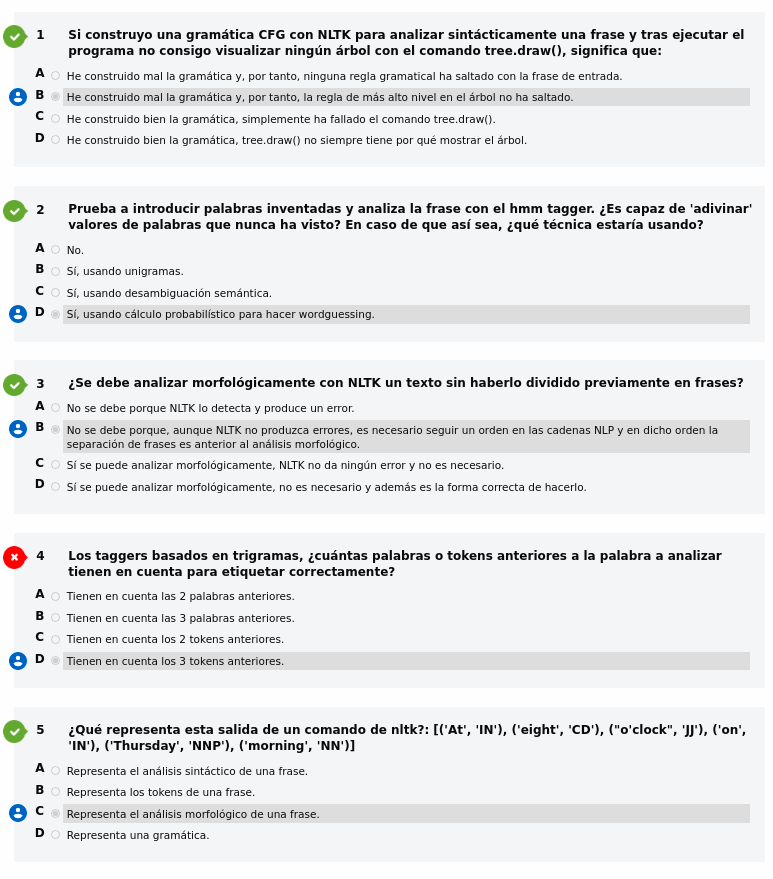 1 Si construyo una gramática CFG con NLTK para analizar sintácticamente una frase y tras ejecutar el
programa no consigo visualizar ningún árbol con el comando tree.draw(), significa que:
A He construido mal la gramática y, por tanto, ninguna regla gramatical ha saltado con la frase de entrada.
B He construido mal la gramática y, por tanto, la regla de más alto nivel en el árbol no ha saltado.
C He construido bien la gramática, simplemente ha fallado el comando tree.draw().
D He construido bien la gramática, tree.draw() no siempre tiene por qué mostrar el árbol.
2 Prueba a introducir palabras inventadas y analiza la frase con el hmm tagger. ¿Es capaz de 'adivinar'
valores de palabras que nunca ha visto? En caso de que así sea, ¿qué técnica estaría usando?
A No.
B Sí, usando unigramas.
C Sí, usando desambiguación semántica.
D Sí, usando cálculo probabilístico para hacer wordguessing.
3 ¿Se debe analizar morfológicamente con NLTK un texto sin haberlo dividido previamente en frases?
A No se debe porque NLTK lo detecta y produce un error.
B No se debe porque, aunque NLTK no produzca errores, es necesario seguir un orden en las cadenas NLP y en dicho orden la
separación de frases es anterior al análisis morfológico.
C Sí se puede analizar morfológicamente, NLTK no da ningún error y no es necesario.
D Sí se puede analizar morfológicamente, no es necesario y además es la forma correcta de hacerlo.
4 Los taggers basados en trigramas, ¿cuántas palabras o tokens anteriores a la palabra a analizar
tienen en cuenta para etiquetar correctamente?
A Tienen en cuenta las 2 palabras anteriores.
B Tienen en cuenta las 3 palabras anteriores.
C Tienen en cuenta los 2 tokens anteriores.
D Tienen en cuenta los 3 tokens anteriores.
5 ¿Qué representa esta salida de un comando de nltk?: [('At', 'IN'), ('eight', 'CD'), ("o'clock", 'JJ'), ('on',
'IN'), ('Thursday', 'NNP'), ('morning', 'NN')]
A Representa el análisis sintáctico de una frase.
B Representa los tokens de una frase.
C Representa el análisis morfológico de una frase.
D Representa una gramática.